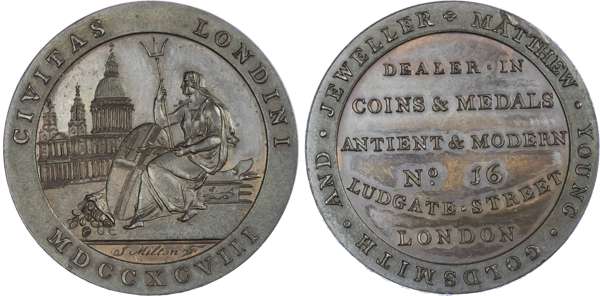 CIVITAS LONDINI
MDCCXCVIII
J. Milton F.
MATTHEW · YOUNG · GOLDSMITH · AND · JEWELLER
DEALER · IN
COINS & MEDALS
ANTIENT & MODERN
No. 16
LUDGATE · STREET
LONDON